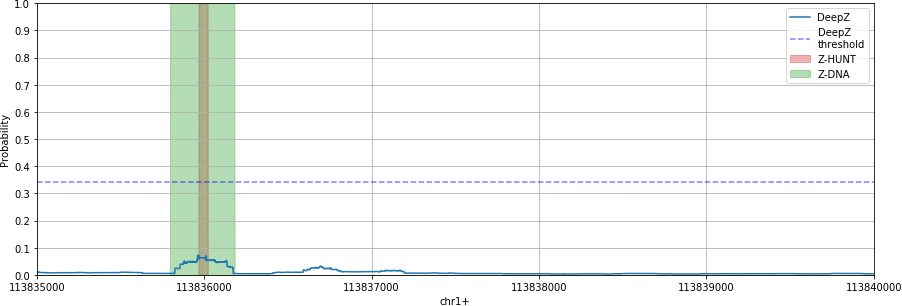 1.0
0.9
0.8
0.7
0.6
0.5
0.4
0.3
0.2
0.1
0.0
Probability
DeepZ
DeepZ
threshold
Z-HUNT
Z-DNA
113835000 113836000 113837000 113838000 113839000 113840000
chr1+